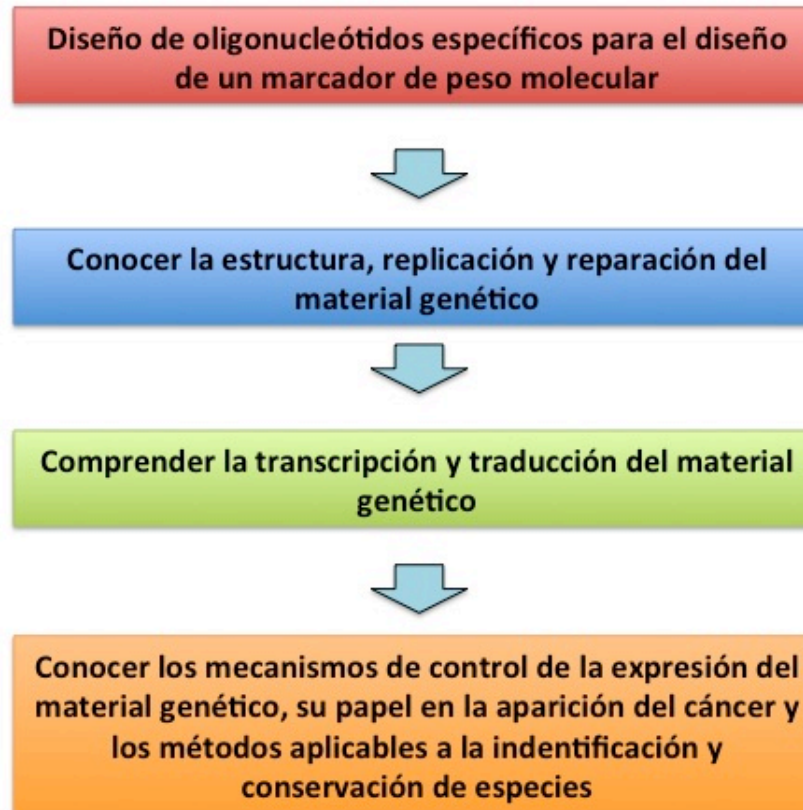 Diseño de oligonucleótidos específicos para el diseño
de un marcador de peso molecular
Conocer la estructura, replicación y reparación del
material genético
Comprender la transcripción y traducción del material
genético
Conocer los mecanismos de control de la expresión del
material genético, su papel en la aparición del cáncer y
los métodos aplicables a la indentificación y
conservación de especies